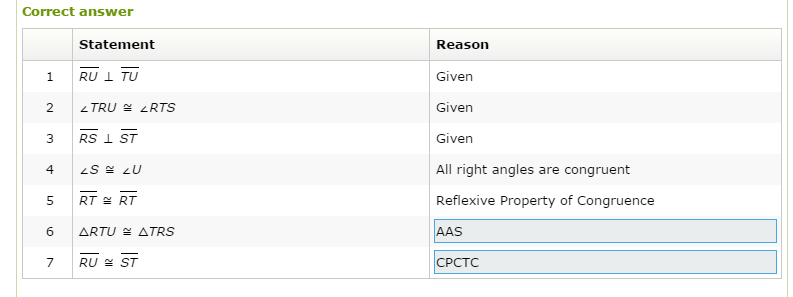 Correct answer
Statement Reason
1 RU ⊥ TU Given
2 ∠TRU ≅ ∠RTS Given
3 RS ⊥ ST Given
4 ∠S ≅ ∠U All right angles are congruent
5 RT ≅ RT Reflexive Property of Congruence
6 △RTU ≅ △TRS AAS
7 RU ≅ ST CPCTC